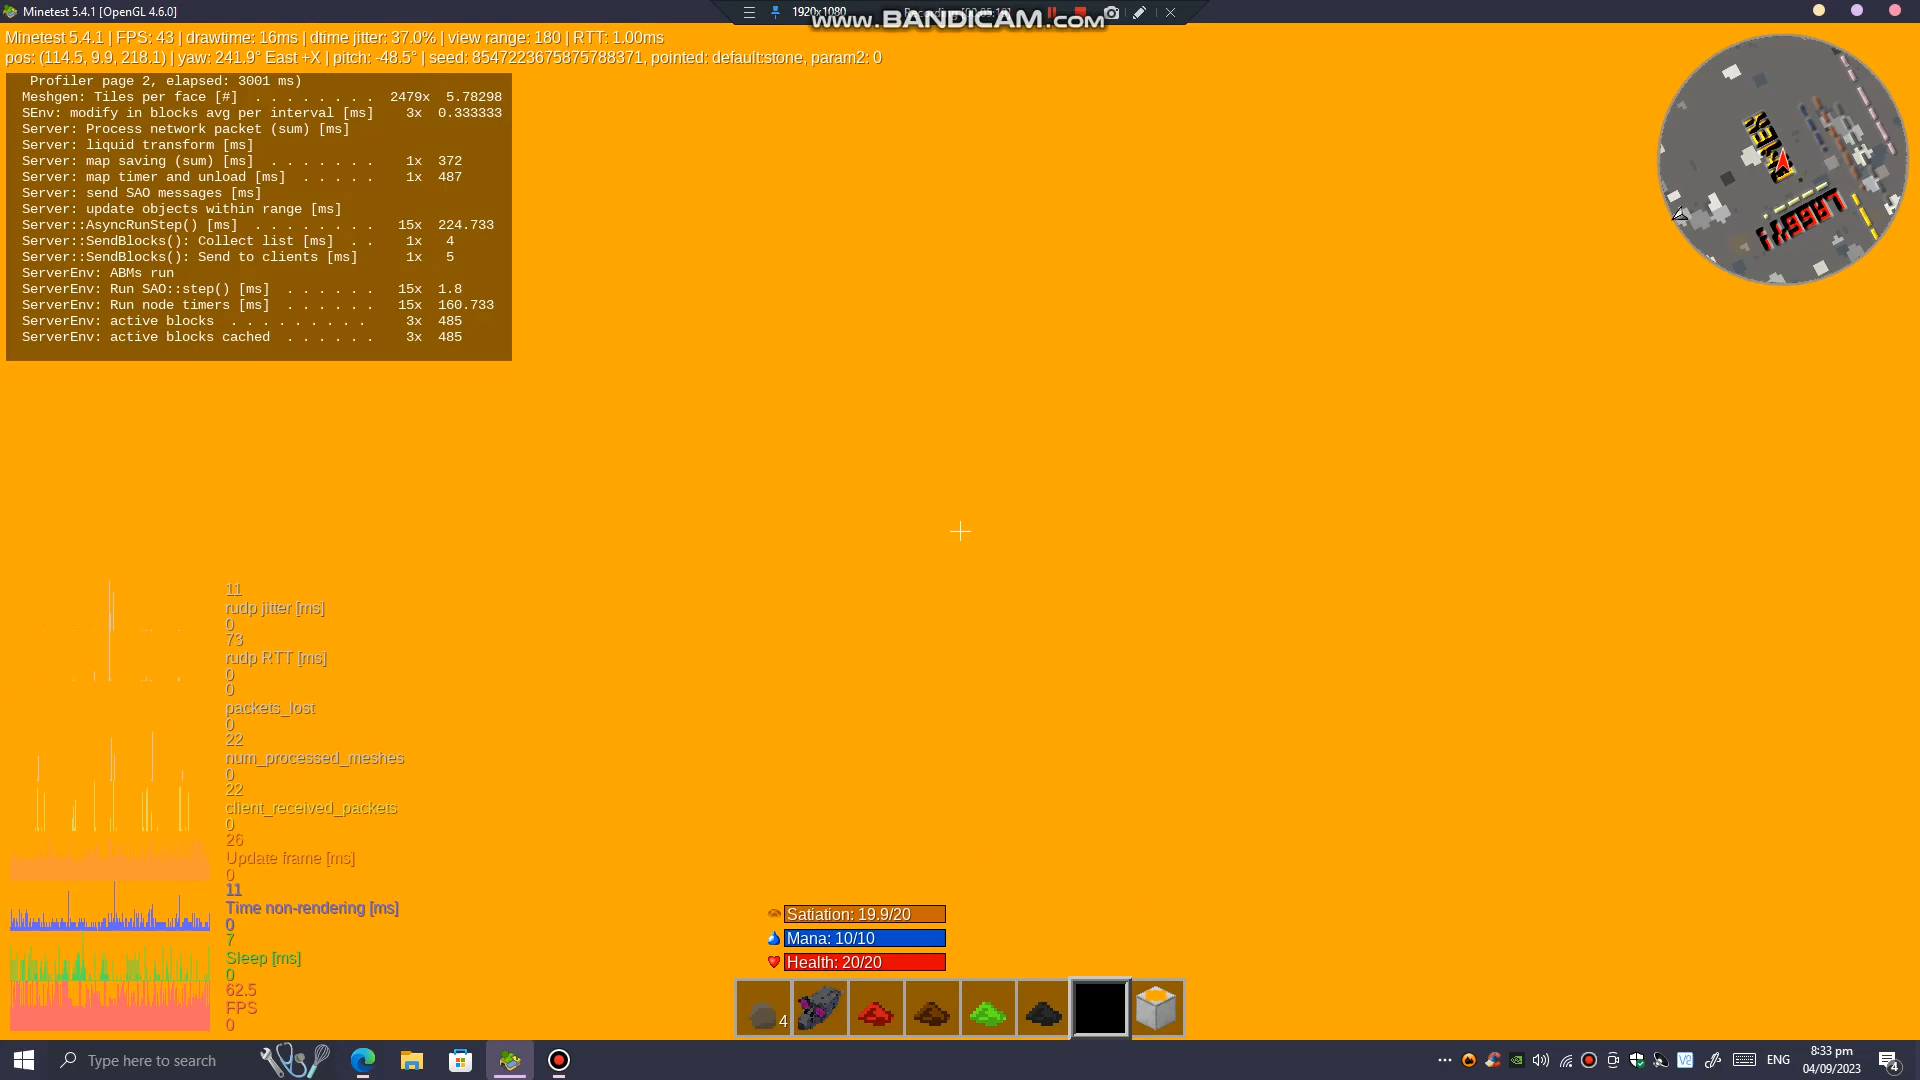 Minetest 5.4.1 [OpenGL 4.6.0]
1920x1080
www.BANDICAM.com
Minetest 5.4.1 | FPS: 43 | drawtime: 16ms | dtime jitter: 37.0% | view range: 180 | RTT: 1.00ms
pos: (114.5, 9.9, 218.1) | yaw: 241.9° East +X | pitch: -48.5° | seed: 8547223675875788371, pointed: default:stone, param2: 0
Profiler page 2, elapsed: 3001 ms)
Meshgen: Tiles per face [#] . . . . . . . . 2479x 5.78298
SEnv: modify in blocks avg per interval [ms] 3x 0.333333
Server: Process network packet (sum) [ms]
Server: liquid transform [ms]
Server: map saving (sum) [ms] . . . . . . . 1x 372
Server: map timer and unload [ms] . . . . . 1x 487
Server: send SAO messages [ms]
Server: update objects within range [ms]
Server::AsyncRunStep() [ms] . . . . . . . . 15x 224.733
Server::SendBlocks(): Collect list [ms] . . 1x 4
Server::SendBlocks(): Send to clients [ms] 1x 5
ServerEnv: ABMs run
ServerEnv: Run SAO::step() [ms] . . . . . . 15x 1.8
ServerEnv: Run node timers [ms] . . . . . . 15x 160.733
ServerEnv: active blocks . . . . . . . . . 3x 485
ServerEnv: active blocks cached . . . . . . 3x 485
11
rudp jitter [ms]
0
73
rudp RTT [ms]
0
0
packets_lost
0
22
num_processed_meshes
0
22
client_received_packets
0
26
Update frame [ms]
0
11
Time non-rendering [ms]
0
7
Sleep [ms]
0
62.5
FPS
0
Satiation: 19.9/20
Mana: 10/10
Health: 20/20
4
Type here to search
ENG
8:33 pm
04/09/2023
4